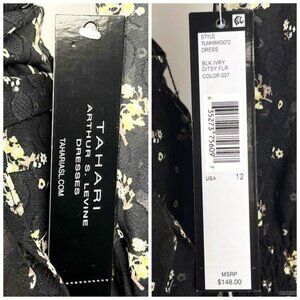 TAHARI
ARTHUR S. LEVINE
DRESSES
TAHARIASL.COM
STYLE
DRESS
BLK IVRY
DITSY FLR
COLOR 007
USA 12
MSRP
$148.00